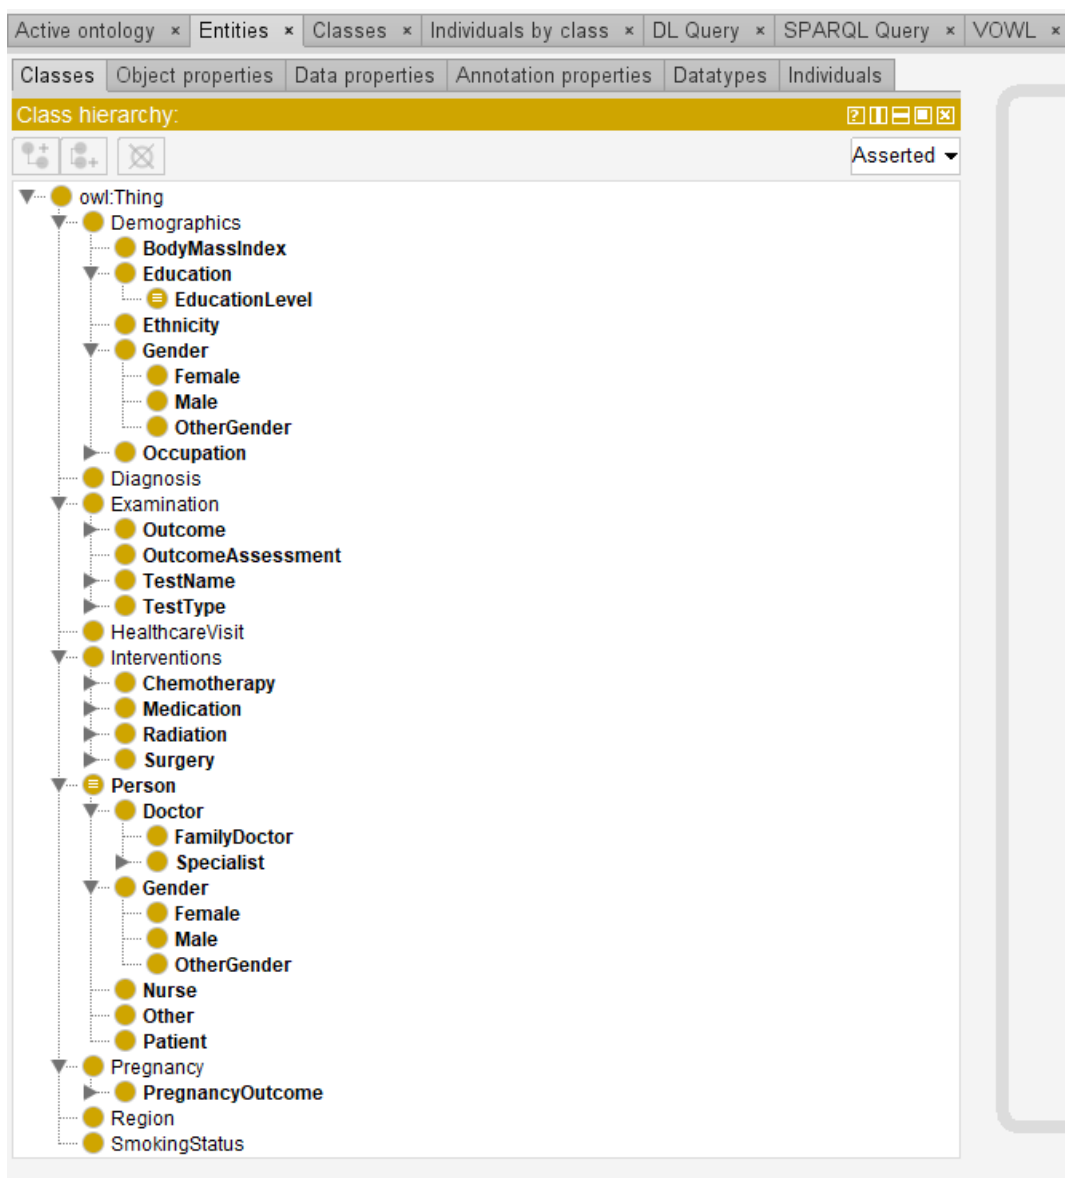 Active ontology × Entities × Classes × Individuals by class × DL Query × SPARQL Query × VOWL ×
Classes Object properties Data properties Annotation properties Datatypes Individuals
Class hierarchy:
Asserted
owl:Thing
Demographics
BodyMassIndex
Education
EducationLevel
Ethnicity
Gender
Female
Male
OtherGender
Occupation
Diagnosis
Examination
Outcome
OutcomeAssessment
TestName
TestType
HealthcareVisit
Interventions
Chemotherapy
Medication
Radiation
Surgery
Person
Doctor
FamilyDoctor
Specialist
Gender
Female
Male
OtherGender
Nurse
Other
Patient
Pregnancy
PregnancyOutcome
Region
SmokingStatus